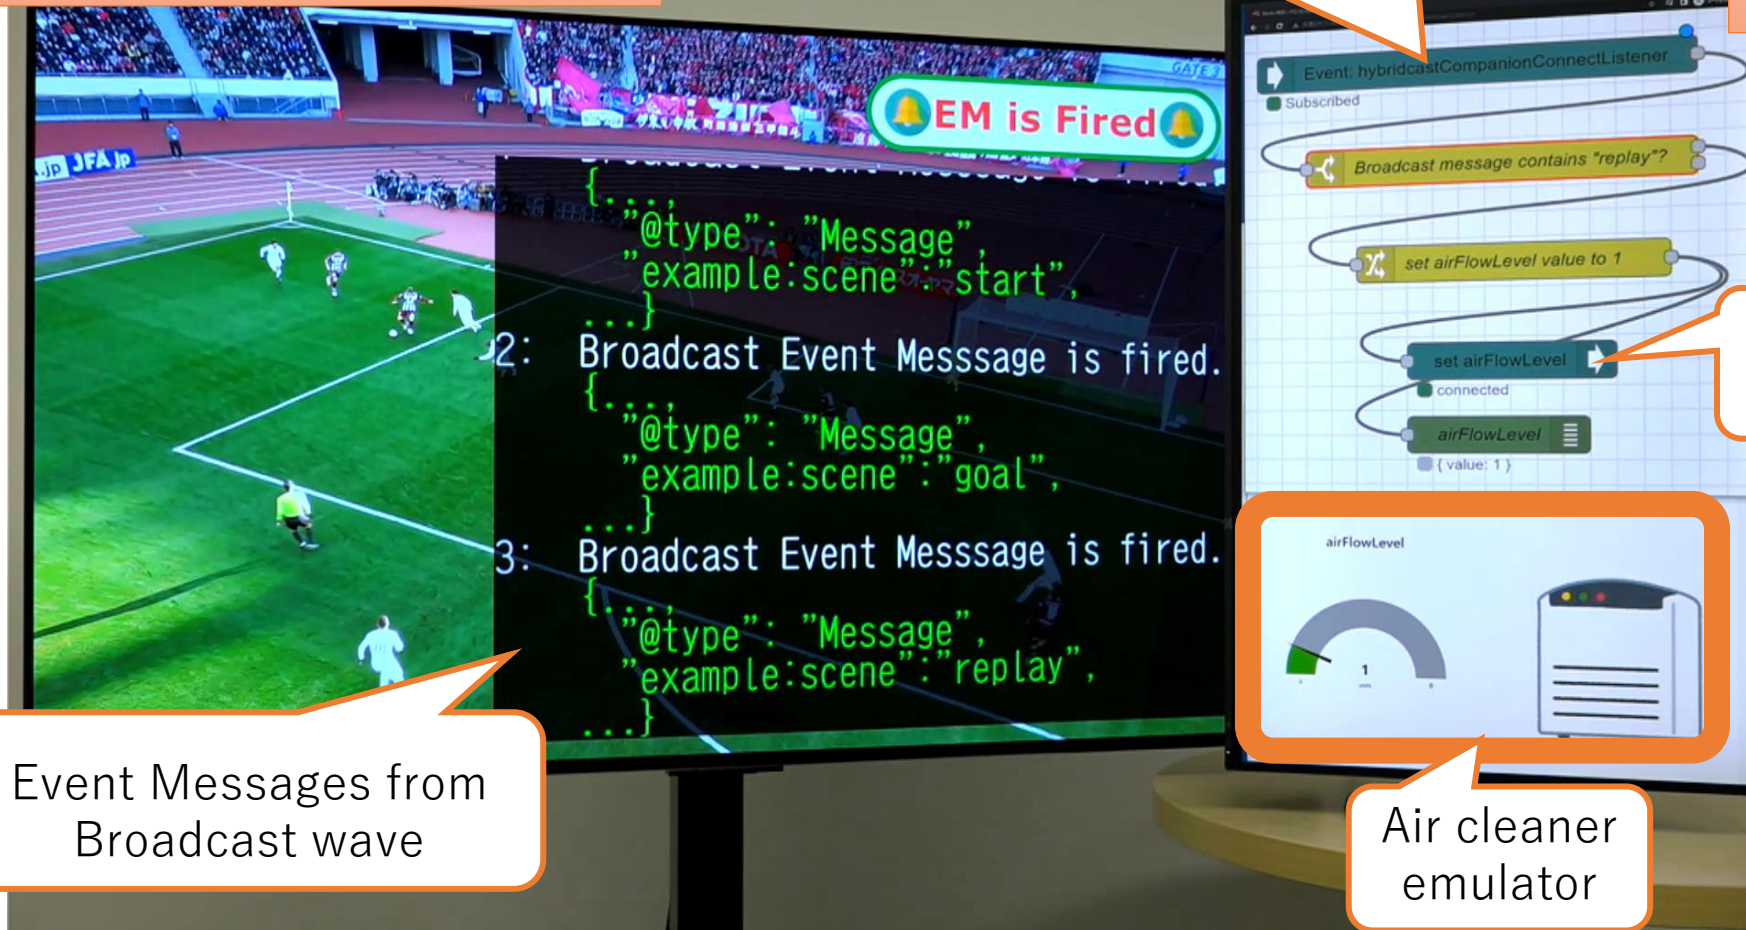 GATE3
EM is Fired
.jp JFA jp
{...,
"@type": "Message",
"example:scene":"start",
...}
2: Broadcast Event Messsage is fired.
{...,
"@type": "Message",
"example:scene":"goal",
...}
3: Broadcast Event Messsage is fired.
{...,
"@type": "Message",
"example:scene":"replay",
...}
Event Messages from
Broadcast wave
Event: hybridcastCompanionConnectListener
Subscribed
Broadcast message contains "replay"?
set airFlowLevel value to 1
set airFlowLevel
connected
airFlowLevel
{ value: 1 }
airFlowLevel
1
Air cleaner
emulator